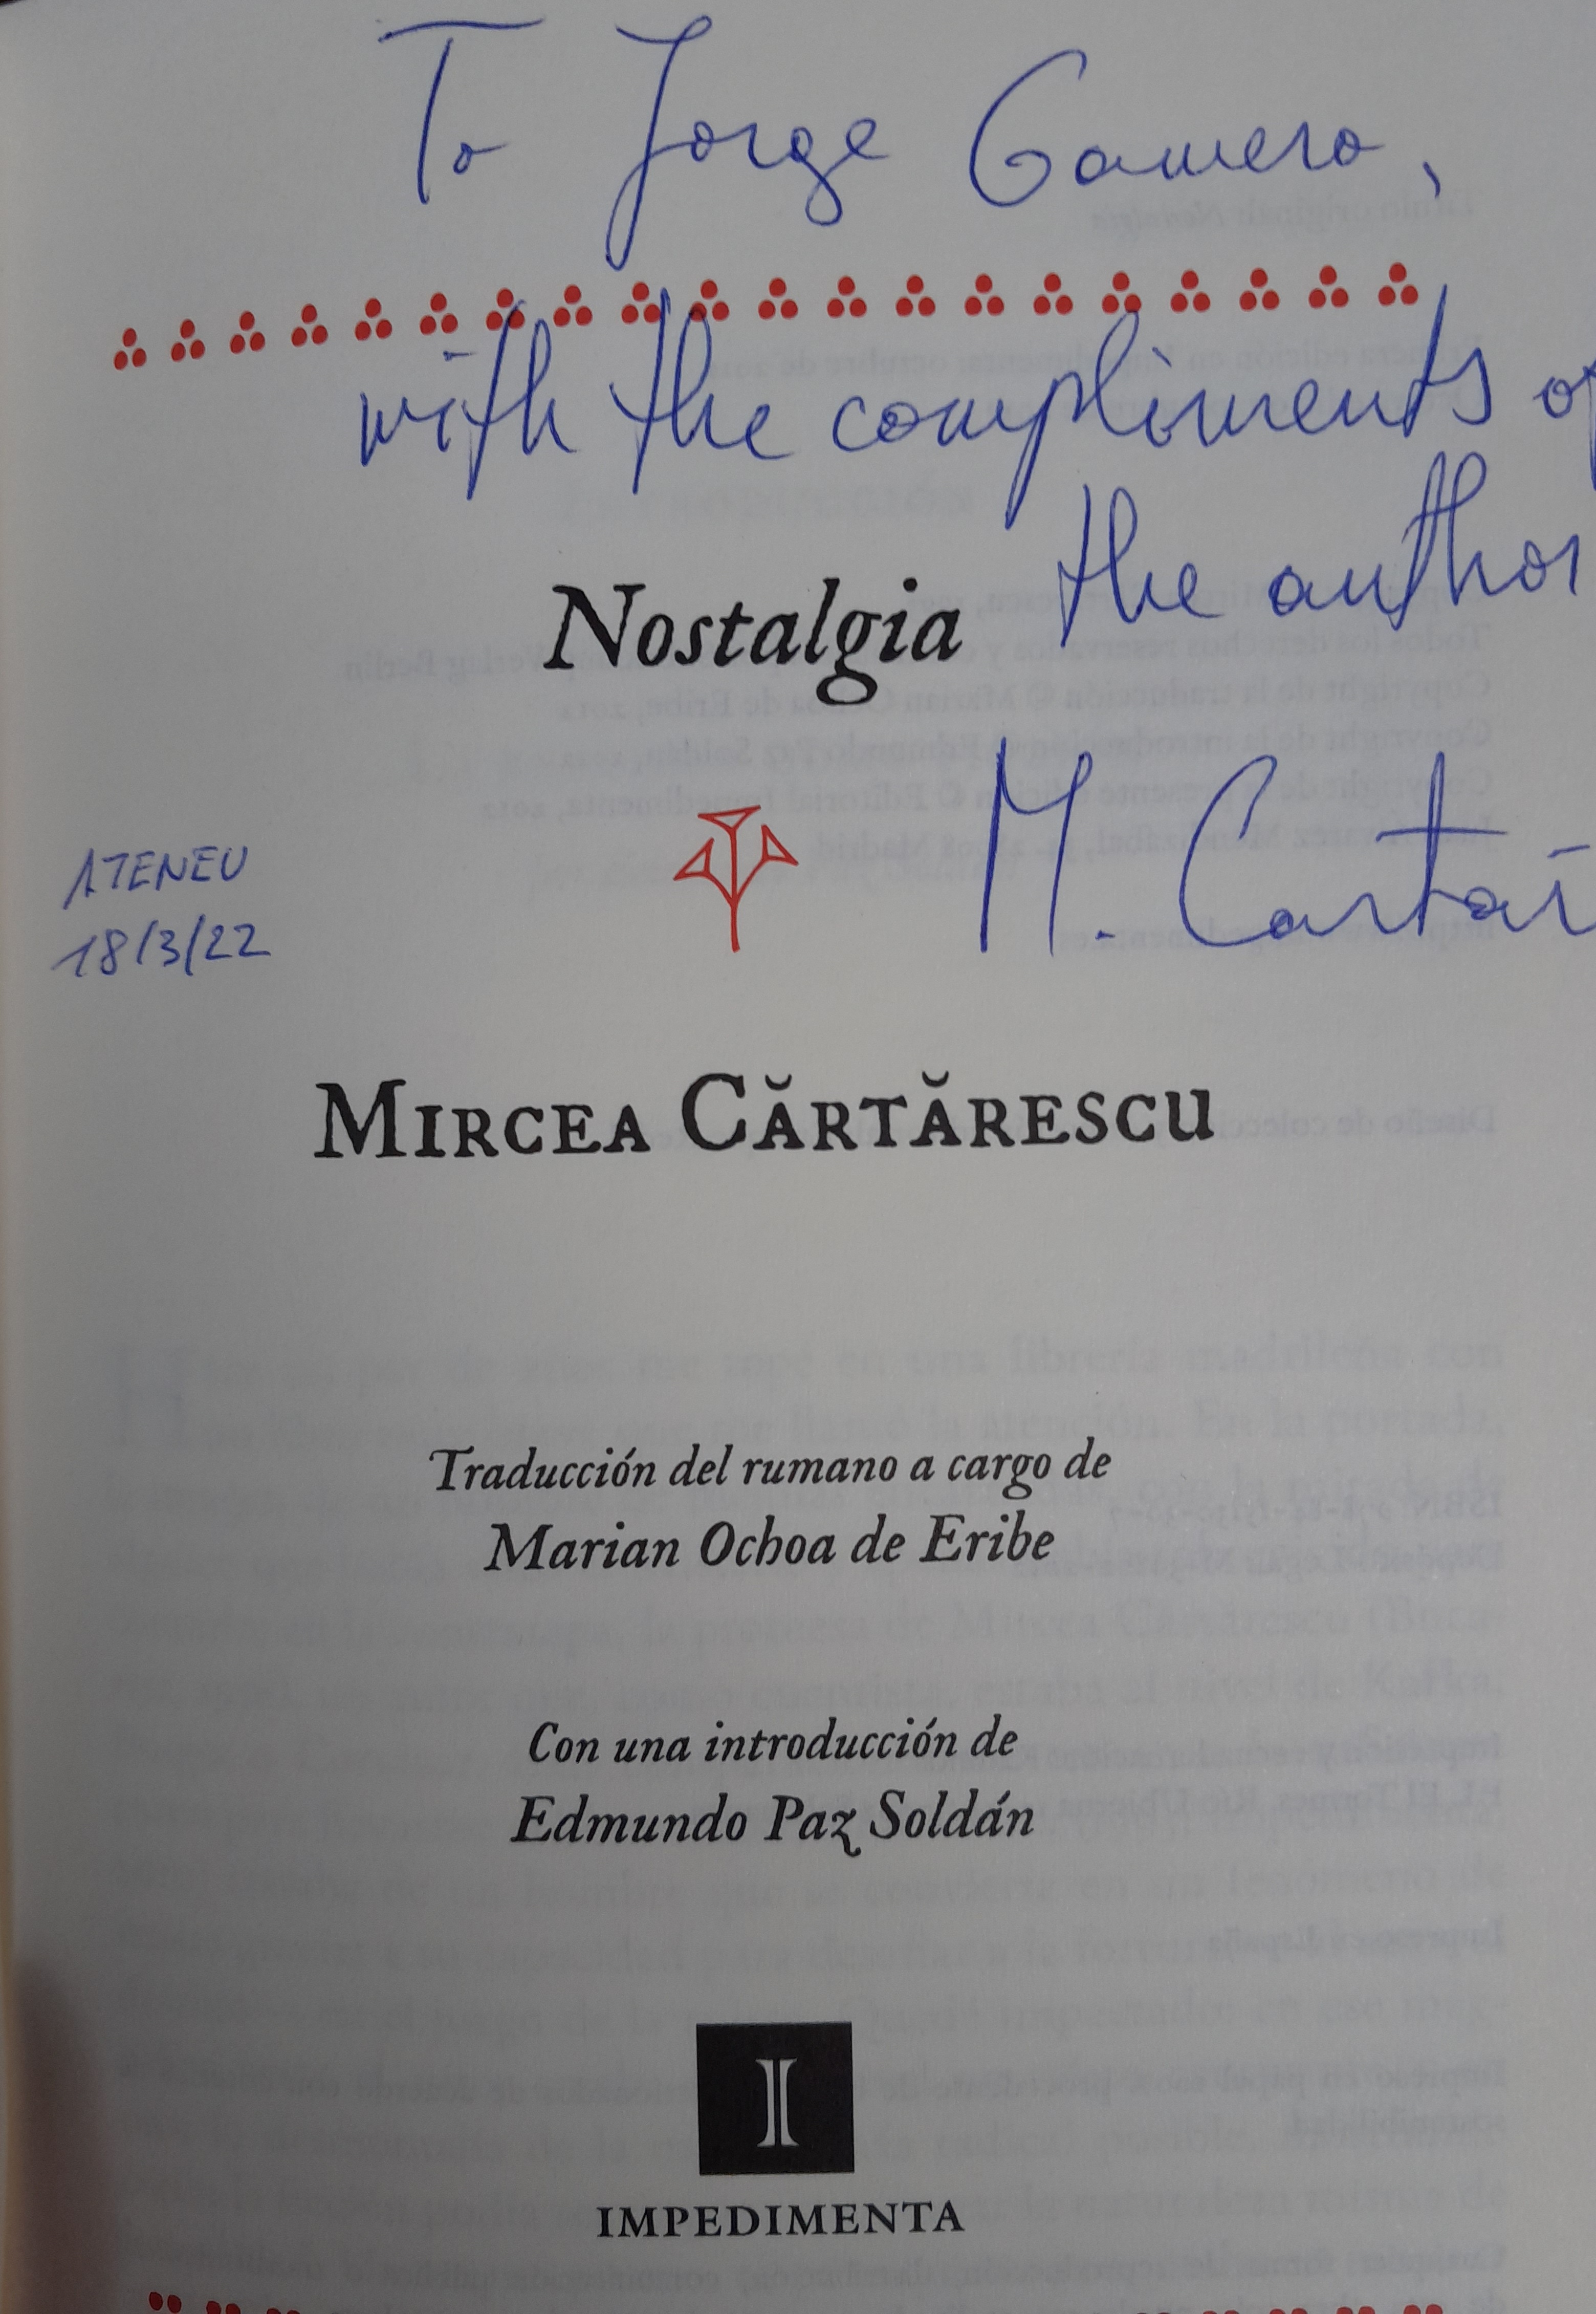 To Jorge Gamero,
with the compliments of
the author
Nostalgia
M. Cartar
ATENEU
18/3/22
MIRCEA CĂRTĂRESCU
Traducción del rumano a cargo de
Marian Ochoa de Eribe
Con una introducción de
Edmundo Paz Soldán
I
IMPEDIMENTA